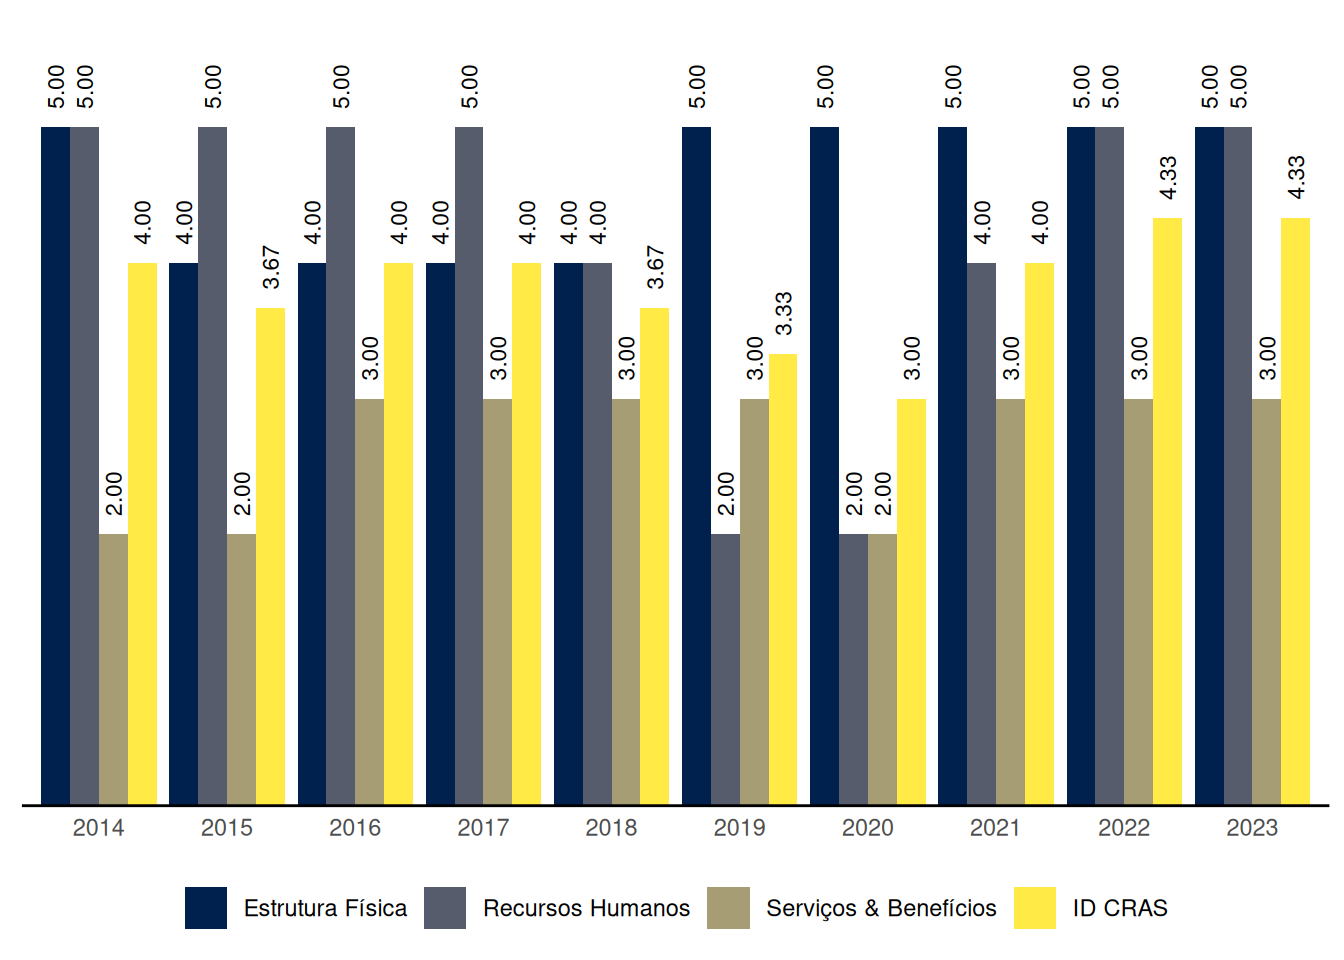 5.00 5.00 2.00 4.00
4.00 5.00 2.00 3.67
4.00 5.00 3.00 4.00
4.00 5.00 3.00 4.00
4.00 4.00 3.00 3.67
5.00 2.00 3.00 3.33
5.00 2.00 2.00 3.00
5.00 4.00 3.00 4.00
5.00 5.00 3.00 4.33
5.00 5.00 3.00 4.33
2014 2015 2016 2017 2018 2019 2020 2021 2022 2023
Estrutura Física Recursos Humanos Serviços & Benefícios ID CRAS